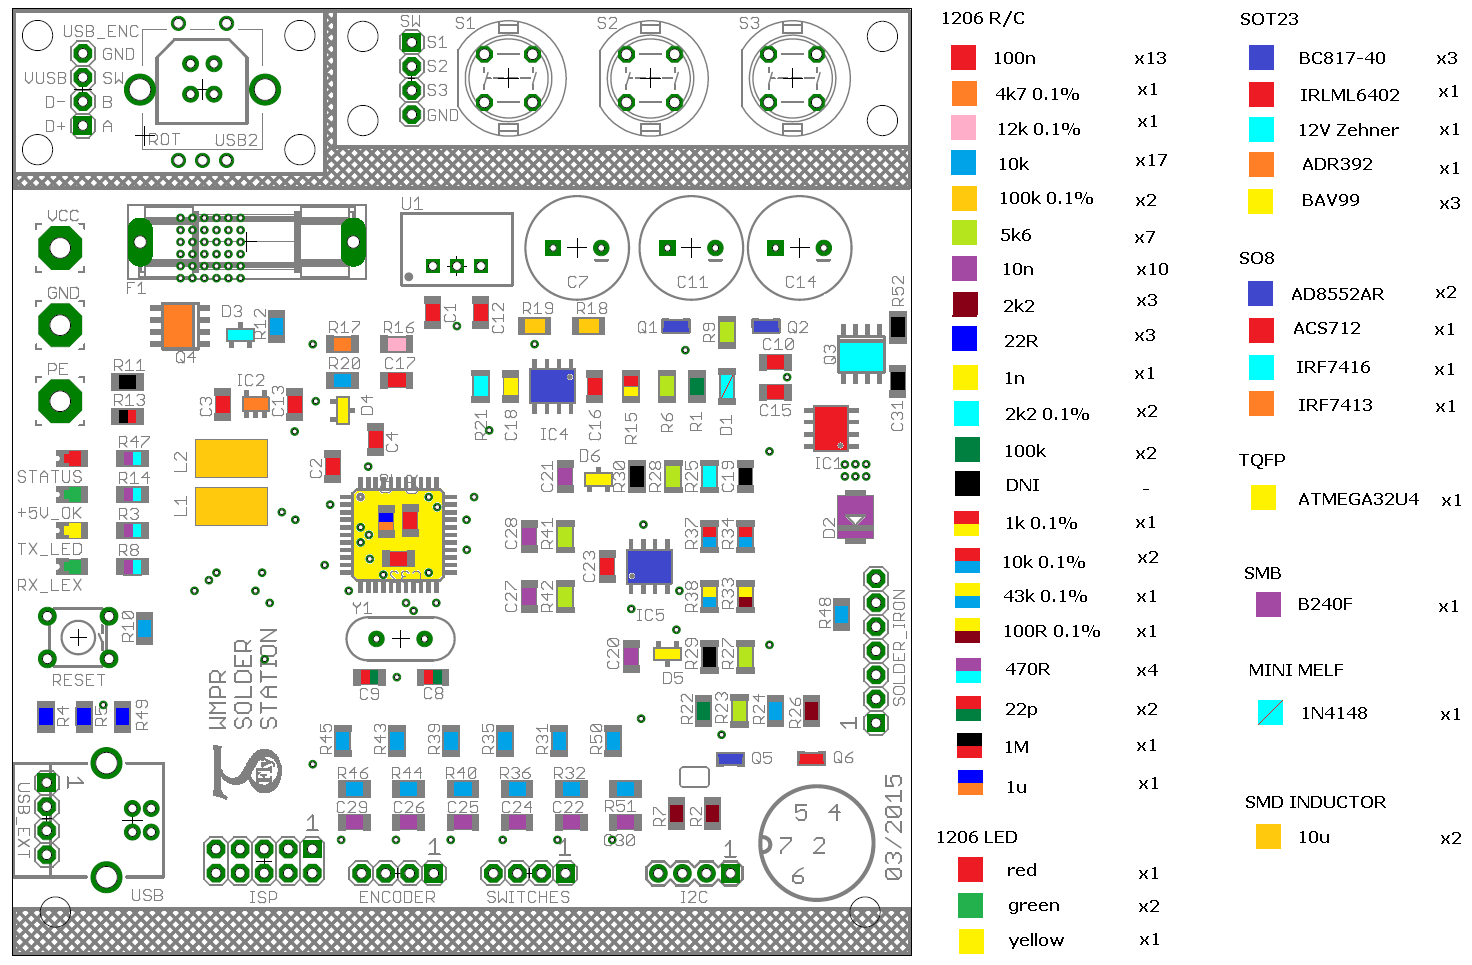 USB_ENC
GND
VUSB
SW
D-
B
D+
A
ROT
USB2
SW
S1
S2
S3
GND
S1
S2
S3
VCC
GND
PE
F1
U1
C7
C11
C14
Q4
D3
R12
C1
C12
R19
R18
Q1
R9
Q2
R52
R17
R16
R20
C17
C10
Q3
R11
R13
IC2
C3
C13
D4
R21
C18
IC4
C16
R15
R6
R1
D1
C15
C31
IC1
C4
C2
R47
STATUS
R14
+5V_OK
R3
TX_LED
R8
RX_LEX
L2
L1
D6
C21
R30
R28
R25
C19
D2
C28
R41
C23
R37
R34
C27
R42
IC5
R38
R33
R48
SOLDER_IRON
1
Y1
C9
C8
R10
RESET
WMPR
SOLDER
STATION
C20
D5
R29
R27
R22
R23
R24
R26
R4
R5
R49
R45
R43
R39
R35
R31
R50
Q5
Q6
R46
R44
R40
R36
R32
R51
C29
C26
C25
C24
C22
C30
R7
R2
5 4
7 2
6
03/2015
USB_EXT
1
USB
1
ISP
1
ENCODER
1
SWITCHES
1
I2C
Fly
1206 R/C
100n x13
4k7 0.1% x1
12k 0.1% x1
10k x17
100k 0.1% x2
5k6 x7
10n x10
2k2 x3
22R x3
1n x1
2k2 0.1% x2
100k x2
DNI -
1k 0.1% x1
10k 0.1% x2
43k 0.1% x1
100R 0.1% x1
470R x4
22p x2
1M x1
1u x1
1206 LED
red x1
green x2
yellow x1
SOT23
BC817-40 x3
IRLML6402 x1
12V Zehner x1
ADR392 x1
BAV99 x3
SO8
AD8552AR x2
ACS712 x1
IRF7416 x1
IRF7413 x1
TQFP
ATMEGA32U4 x1
SMB
B240F x1
MINI MELF
1N4148 x1
SMD INDUCTOR
10u x2